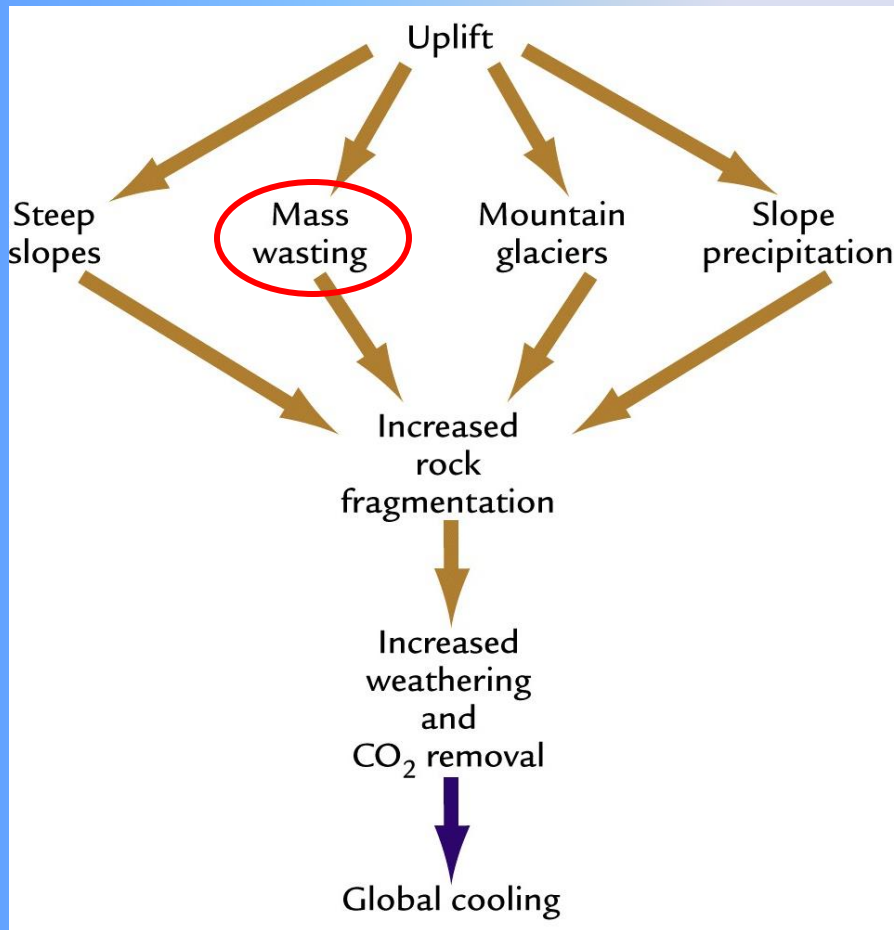 Uplift
Steep
slopes
Mass
wasting
Mountain
glaciers
Slope
precipitation
Increased
rock
fragmentation
Increased
weathering
and
CO₂ removal
Global cooling